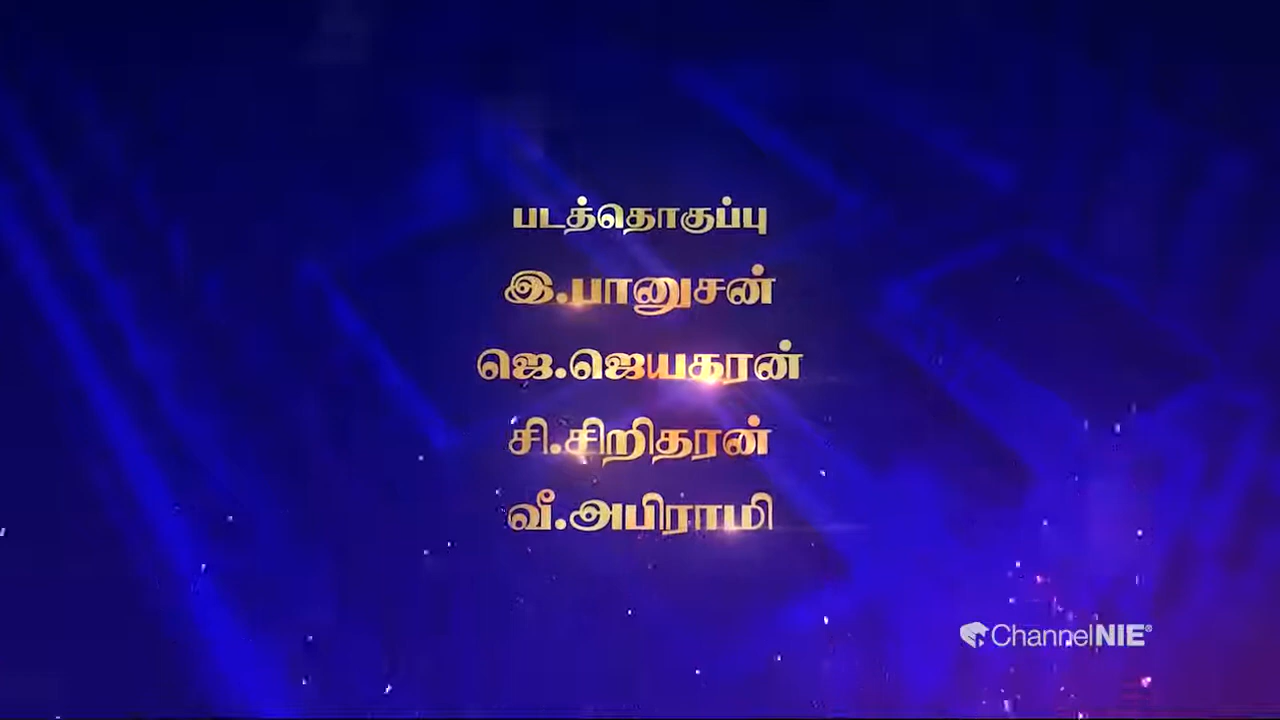 படத்தொகுப்பு
இ.பானுசன்
ஜெ.ஜெயகரன்
சி.சிறிதரன்
வீ.அபிராமி
ChannelNIE®